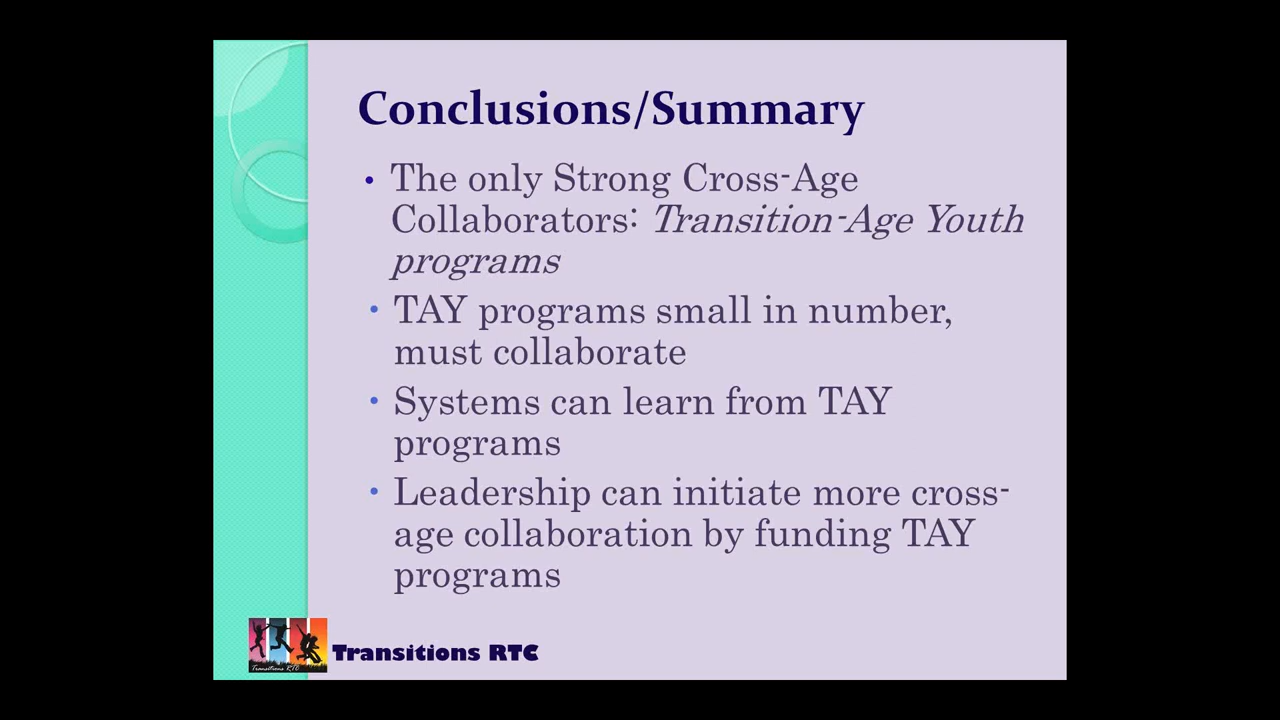 Conclusions/Summary
• The only Strong Cross-Age
Collaborators: Transition-Age Youth
programs
• TAY programs small in number,
must collaborate
• Systems can learn from TAY
programs
• Leadership can initiate more cross-
age collaboration by funding TAY
programs
Transitions RTC
Transitions RTC